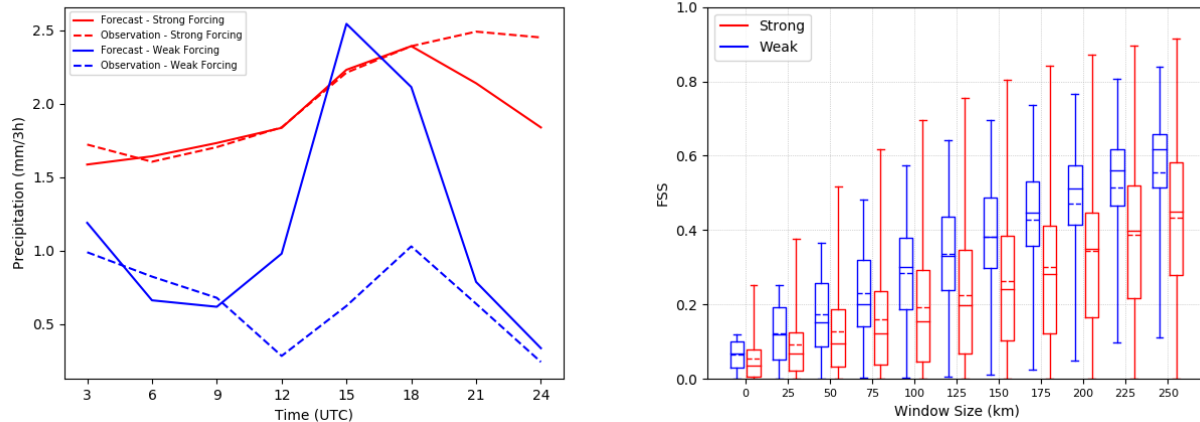 Forecast - Strong Forcing
Observation - Strong Forcing
Forecast - Weak Forcing
Observation - Weak Forcing
Precipitation (mm/3h)
2.5
2.0
1.5
1.0
0.5
3 6 9 12 15 18 21 24
Time (UTC)
Strong
Weak
FSS
1.0
0.8
0.6
0.4
0.2
0.0
0 25 50 75 100 125 150 175 200 225 250
Window Size (km)